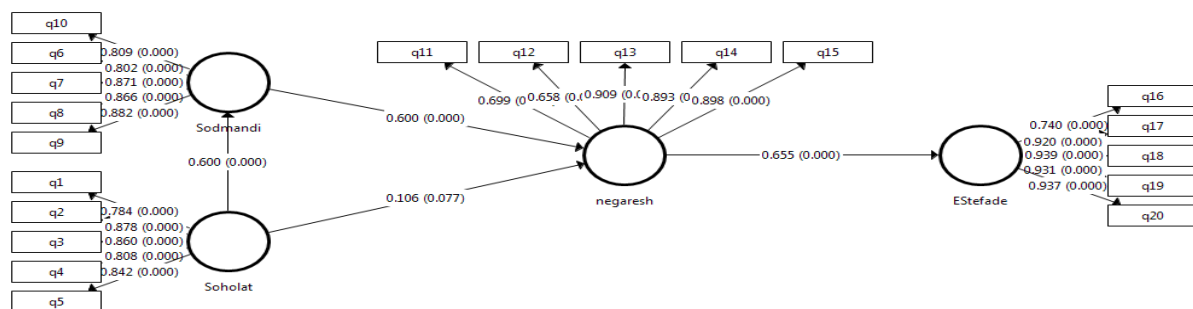 q10
q6
q7
q8
q9
0.809 (0.000)
0.802 (0.000)
0.871 (0.000)
0.866 (0.000)
0.882 (0.000)
Sodmandi
0.600 (0.000)
q1
q2
q3
q4
q5
0.784 (0.000)
0.878 (0.000)
0.860 (0.000)
0.808 (0.000)
0.842 (0.000)
Soholat
0.600 (0.000)
0.106 (0.077)
q11
q12
q13
q14
q15
0.699 (0
0.658 (0.
0.909 (0.
0.893 (0
0.898 (0.000)
negaresh
0.655 (0.000)
EStefade
q16
q17
q18
q19
q20
0.740 (0.000)
0.920 (0.000)
0.939 (0.000)
0.931 (0.000)
0.937 (0.000)